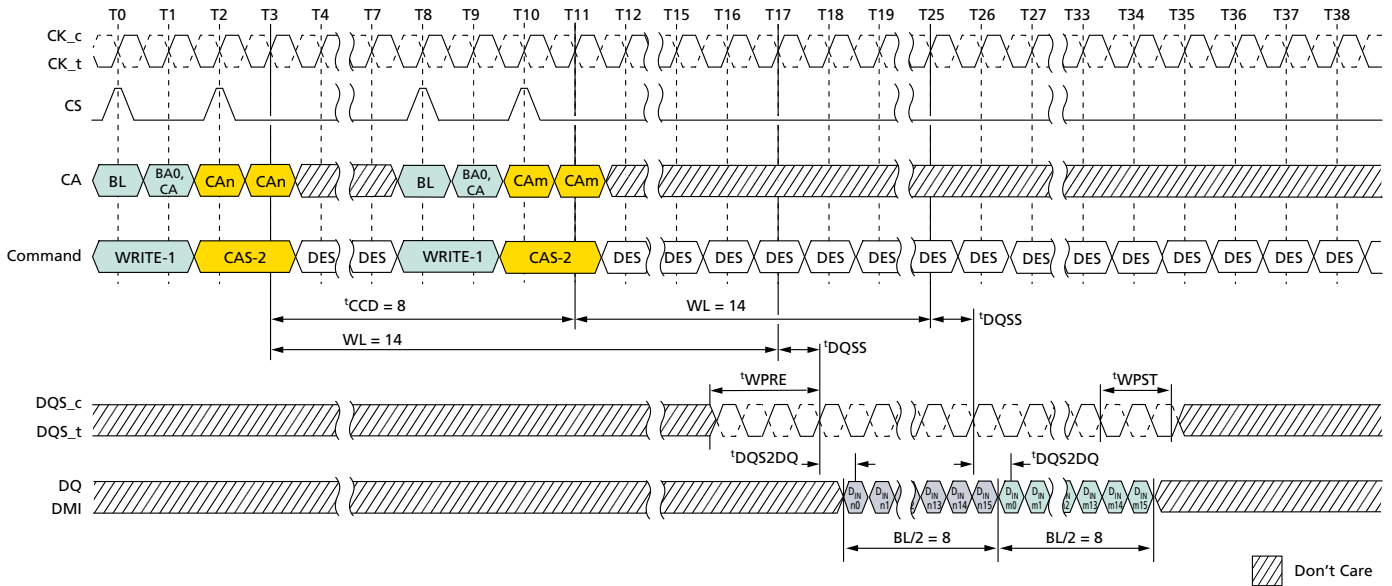 T0 T1 T2 T3 T4 T7 T8 T9 T10 T11 T12 T15 T16 T17 T18 T19 T25 T26 T27 T33 T34 T35 T36 T37 T38
CK_c
CK_t
CS
CA BL BA0, CA CAn CAn BL BA0, CA CAm CAm
Command WRITE-1 CAS-2 DES DES WRITE-1 CAS-2 DES DES DES DES DES DES DES DES DES DES DES DES DES DES DES
tCCD = 8 WL = 14 tDQSS
WL = 14 tDQSS
tWPRE tWPST
DQS_c
DQS_t
tDQS2DQ tDQS2DQ
DQ
DMI
DIN n0 DIN n1 DIN n13 DIN n14 DIN n15 DIN m0 DIN m1 DIN m13 DIN m14 DIN m15
BL/2 = 8 BL/2 = 8
Don't Care